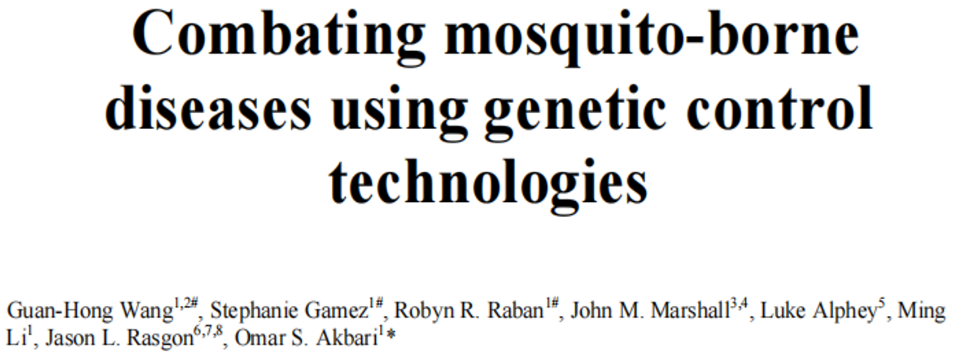 Combating mosquito-borne
diseases using genetic control
technologies
Guan-Hong Wang1,2#, Stephanie Gamez1#, Robyn R. Raban1#, John M. Marshall3,4, Luke Alphey5, Ming
Li1, Jason L. Rasgon6,7,8, Omar S. Akbari1*